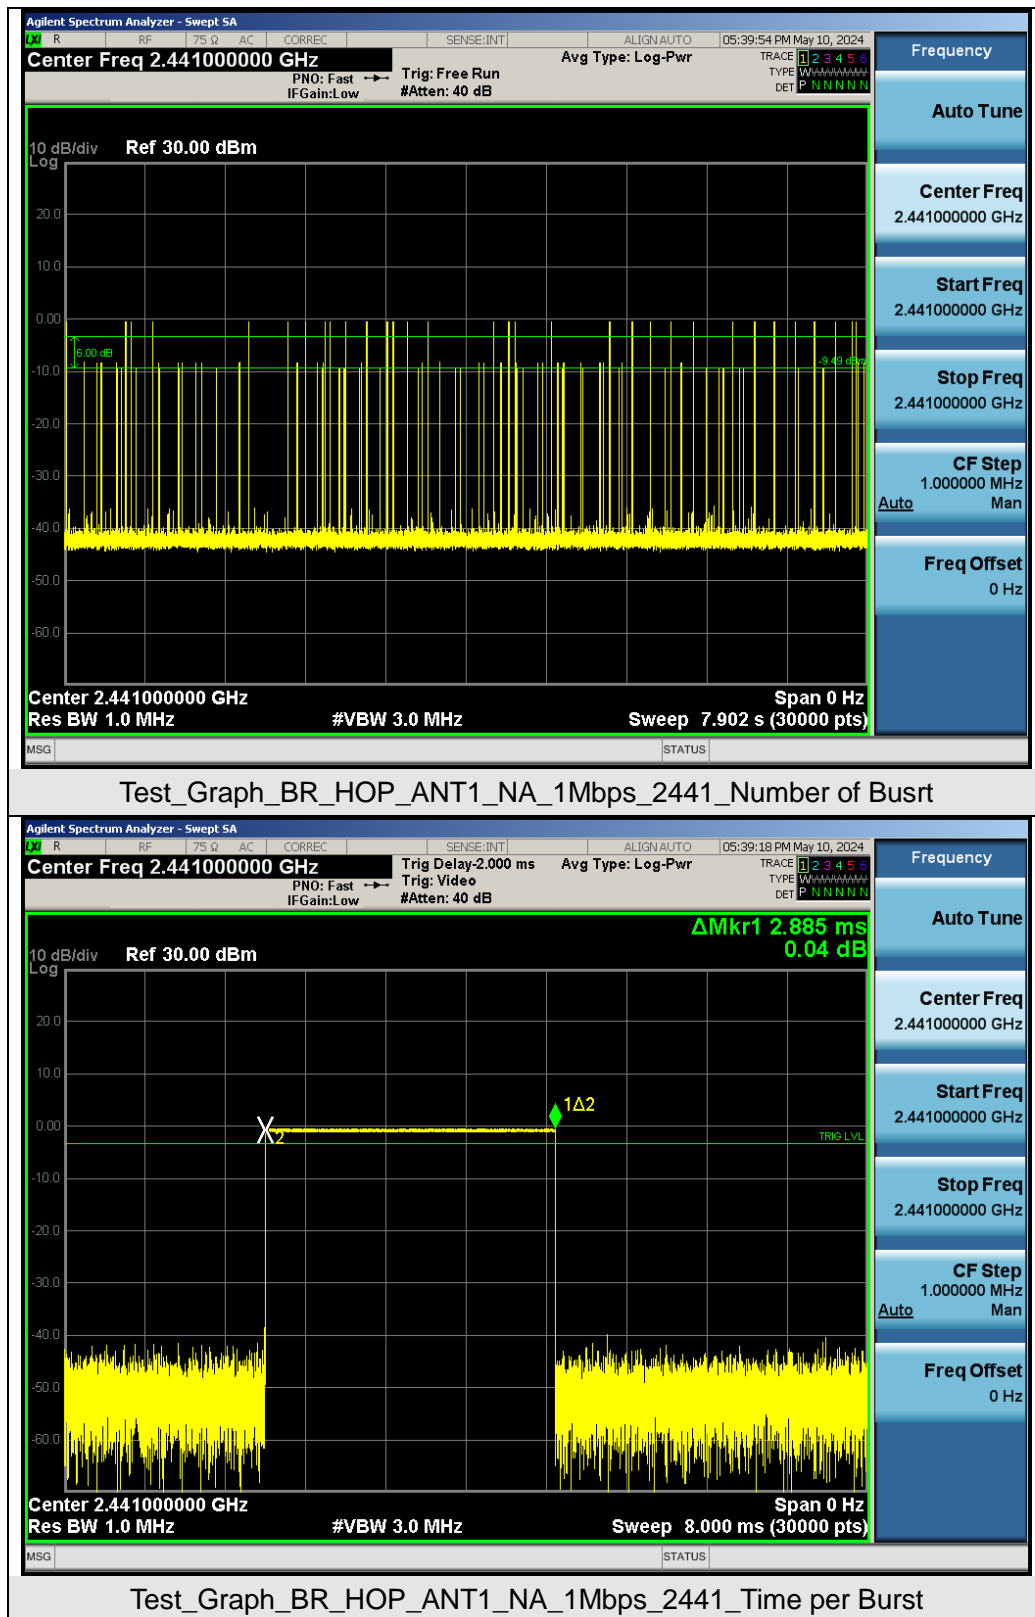 Agilent Spectrum Analyzer - Swept SA
LXI R RF 75 Ω AC CORREC SENSE:INT ALIGN AUTO 05:39:54 PM May 10, 2024
Center Freq 2.441000000 GHz Avg Type: Log-Pwr TRACE 1 2 3 4 5 6
PNO: Fast Trig: Free Run TYPE WWWWWW
IFGain:Low #Atten: 40 dB DET P N N N N N
10 dB/div Ref 30.00 dBm
Log
20.0
10.0
0.00
6.00 dB
-9.49 dBm
-10.0
-20.0
-30.0
-40.0
-50.0
-60.0
Center 2.441000000 GHz Span 0 Hz
Res BW 1.0 MHz #VBW 3.0 MHz Sweep 7.902 s (30000 pts)
MSG STATUS
Frequency
Auto Tune
Center Freq
2.441000000 GHz
Start Freq
2.441000000 GHz
Stop Freq
2.441000000 GHz
CF Step
1.000000 MHz
Auto Man
Freq Offset
0 Hz
Test_Graph_BR_HOP_ANT1_NA_1Mbps_2441_Number of Busrt
Agilent Spectrum Analyzer - Swept SA
LXI R RF 75 Ω AC CORREC SENSE:INT ALIGN AUTO 05:39:18 PM May 10, 2024
Center Freq 2.441000000 GHz Trig Delay-2.000 ms Avg Type: Log-Pwr TRACE 1 2 3 4 5 6
PNO: Fast Trig: Video TYPE WWWWWW
IFGain:Low #Atten: 40 dB DET P N N N N N
ΔMkr1 2.885 ms
0.04 dB
10 dB/div Ref 30.00 dBm
Log
20.0
10.0
1Δ2
0.00
X2
TRIG LVL
-10.0
-20.0
-30.0
-40.0
-50.0
-60.0
Center 2.441000000 GHz Span 0 Hz
Res BW 1.0 MHz #VBW 3.0 MHz Sweep 8.000 ms (30000 pts)
MSG STATUS
Frequency
Auto Tune
Center Freq
2.441000000 GHz
Start Freq
2.441000000 GHz
Stop Freq
2.441000000 GHz
CF Step
1.000000 MHz
Auto Man
Freq Offset
0 Hz
Test_Graph_BR_HOP_ANT1_NA_1Mbps_2441_Time per Burst